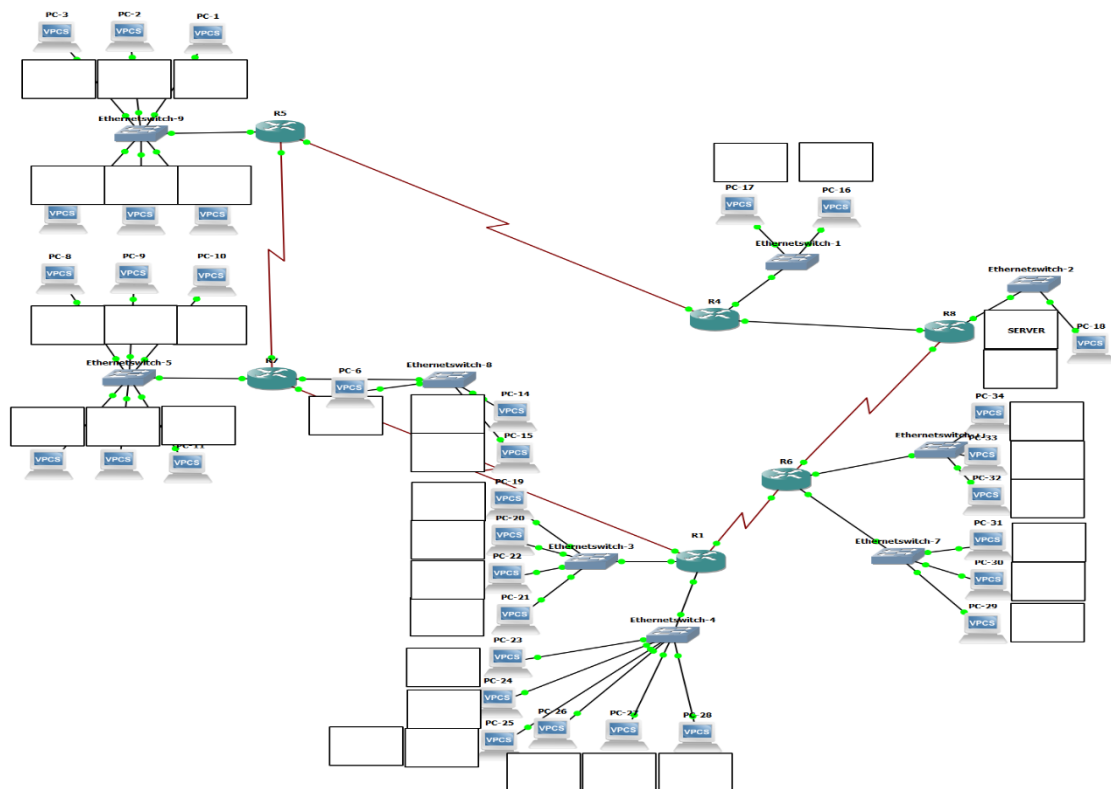 PC-3
PC-2
PC-1
VPCS
VPCS
VPCS
Ethernetswitch-9
R5
VPCS
VPCS
VPCS
PC-17
PC-16
VPCS
VPCS
Ethernetswitch-1
PC-8
PC-9
PC-10
VPCS
VPCS
VPCS
Ethernetswitch-2
R4
R8
SERVER
PC-18
VPCS
Ethernetswitch-5
R7
PC-6
VPCS
Ethernetswitch-8
PC-14
VPCS
PC-15
VPCS
VPCS
VPCS
VPCS
PC-34
VPCS
PC-33
VPCS
PC-32
VPCS
R6
PC-19
VPCS
PC-20
VPCS
Ethernetswitch-3
PC-22
VPCS
PC-21
VPCS
R1
Ethernetswitch-7
PC-31
VPCS
PC-30
VPCS
PC-29
VPCS
Ethernetswitch-4
PC-23
VPCS
PC-24
VPCS
PC-25
VPCS
PC-26
VPCS
PC-27
VPCS
PC-28
VPCS